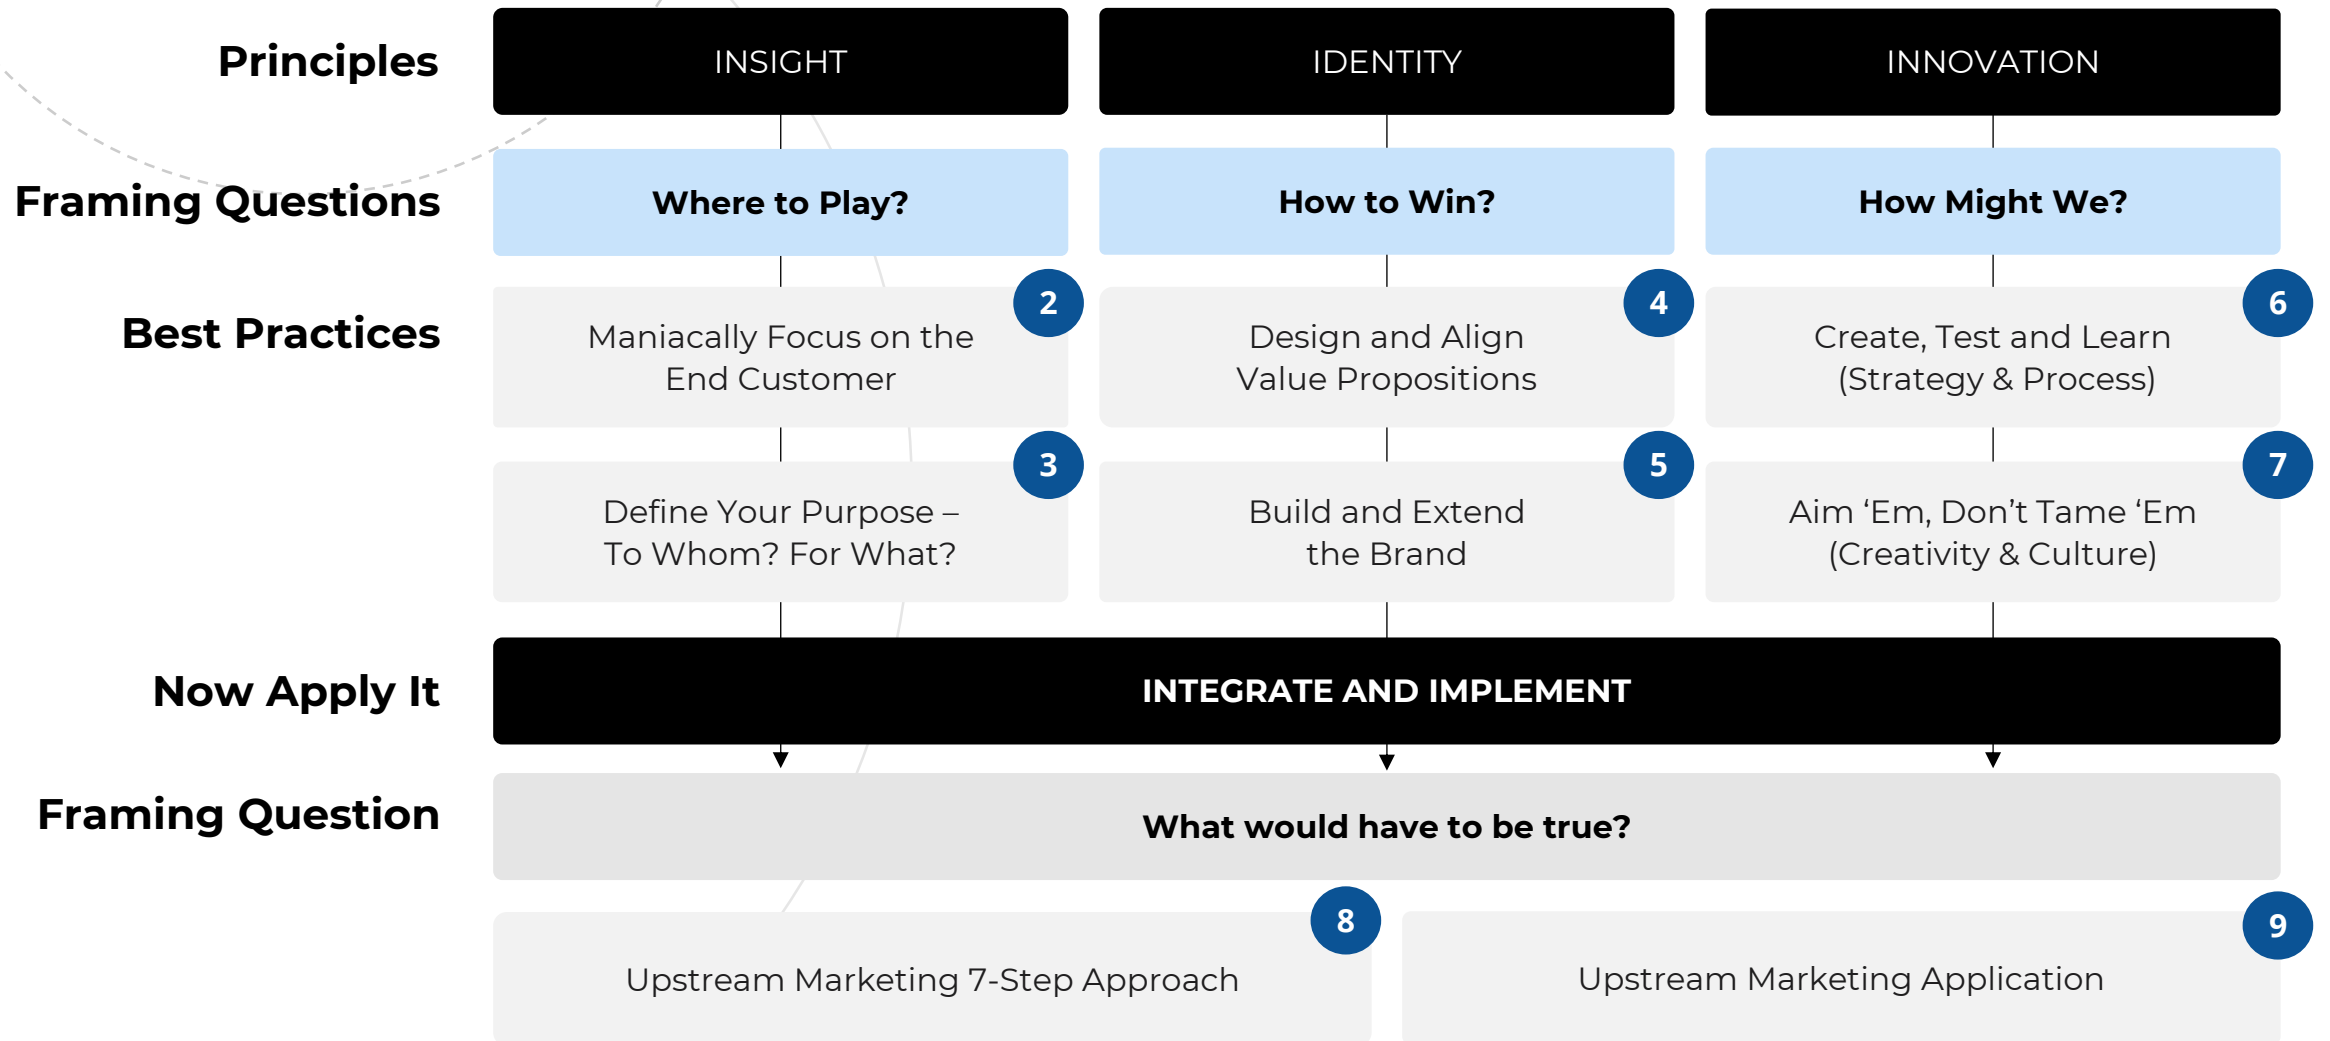 Principles
INSIGHT
IDENTITY
INNOVATION
Framing Questions
Where to Play?
How to Win?
How Might We?
Best Practices
2
Maniacally Focus on the
End Customer
4
Design and Align
Value Propositions
6
Create, Test and Learn
(Strategy & Process)
3
Define Your Purpose –
To Whom? For What?
5
Build and Extend
the Brand
7
Aim ‘Em, Don’t Tame ‘Em
(Creativity & Culture)
Now Apply It
INTEGRATE AND IMPLEMENT
Framing Question
What would have to be true?
8
Upstream Marketing 7-Step Approach
9
Upstream Marketing Application